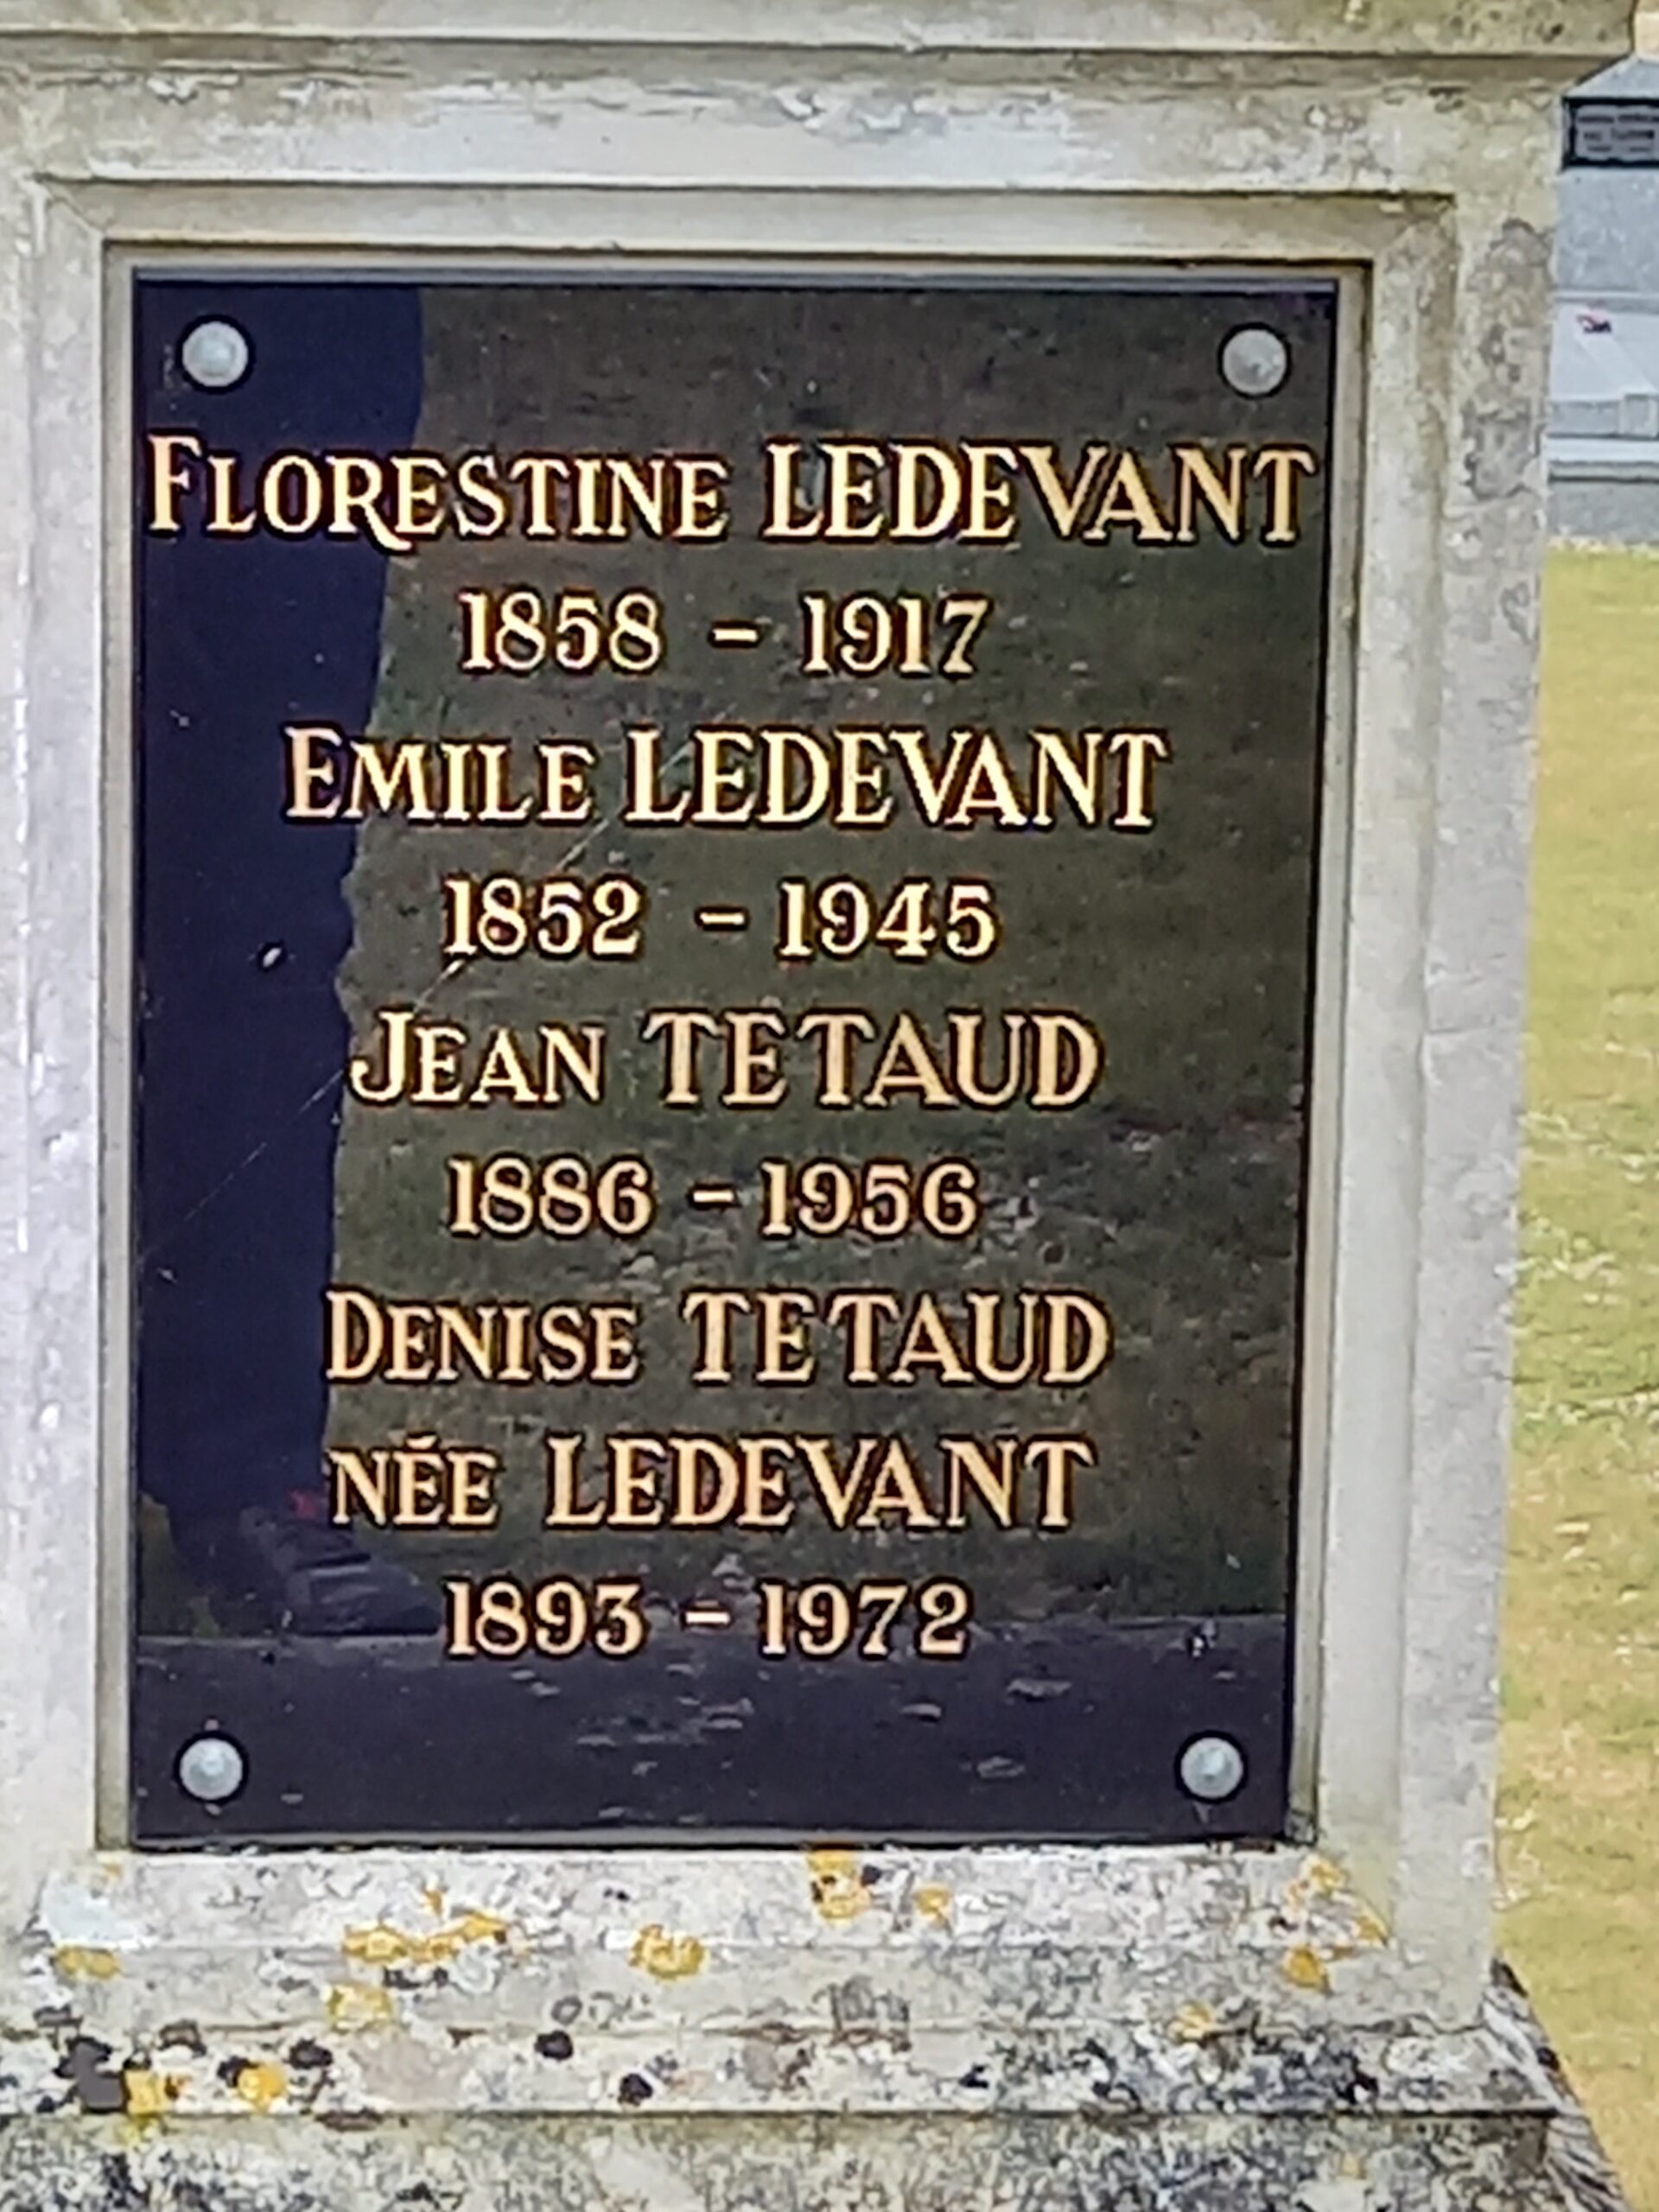 FLORESTINE LEDEVANT
1858 - 1917
EMILE LEDEVANT
1852 - 1945
JEAN TETAUD
1886 - 1956
DENISE TETAUD
NÉE LEDEVANT
1893 - 1972